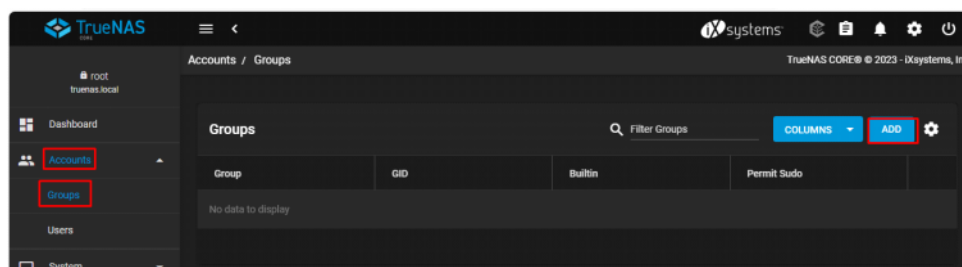 TrueNAS
CORE
iXsystems
root
truenas.local
Accounts / Groups
TrueNAS CORE® © 2023 - iXsystems, In
Dashboard
Accounts
Groups
Users
System
Groups
Filter Groups
COLUMNS
ADD
Group GID Builtin Permit Sudo
No data to display